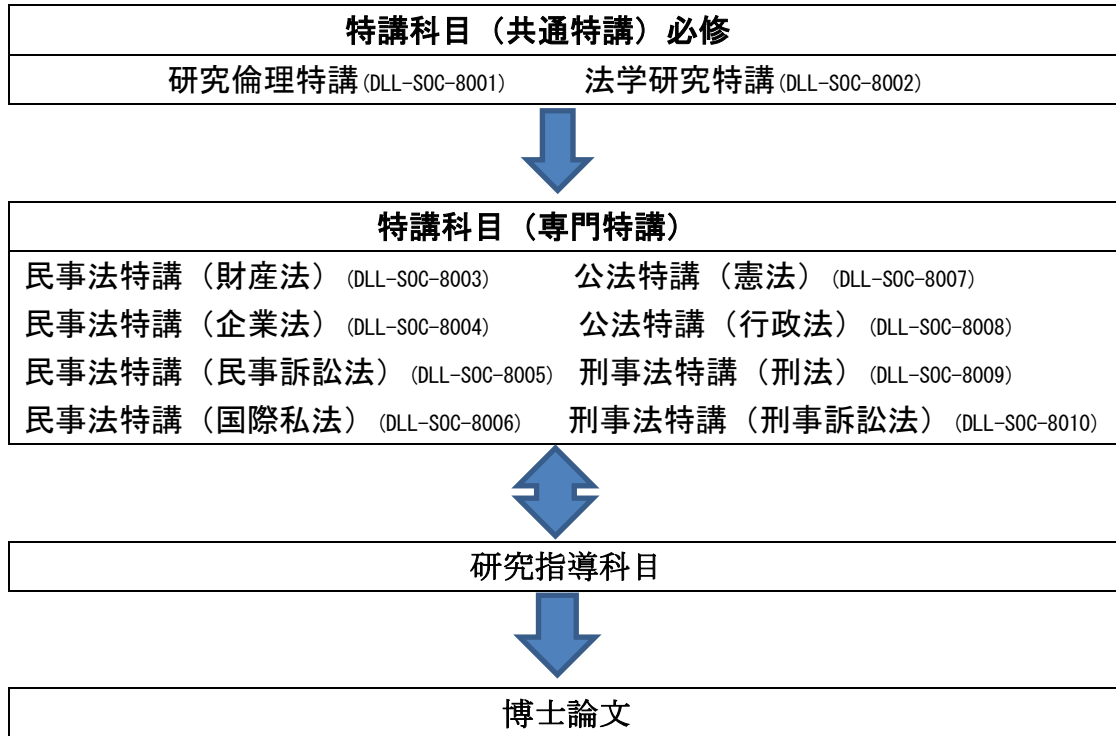 特講科目（共通特講）必修
研究倫理特講(DLL-SOC-8001)　　法学研究特講(DLL-SOC-8002)
特講科目（専門特講）
民事法特講（財産法）(DLL-SOC-8003)　　公法特講（憲法）(DLL-SOC-8007)
民事法特講（企業法）(DLL-SOC-8004)　　公法特講（行政法）(DLL-SOC-8008)
民事法特講（民事訴訟法）(DLL-SOC-8005)　刑事法特講（刑法）(DLL-SOC-8009)
民事法特講（国際私法）(DLL-SOC-8006)　　刑事法特講（刑事訴訟法）(DLL-SOC-8010)
研究指導科目
博士論文